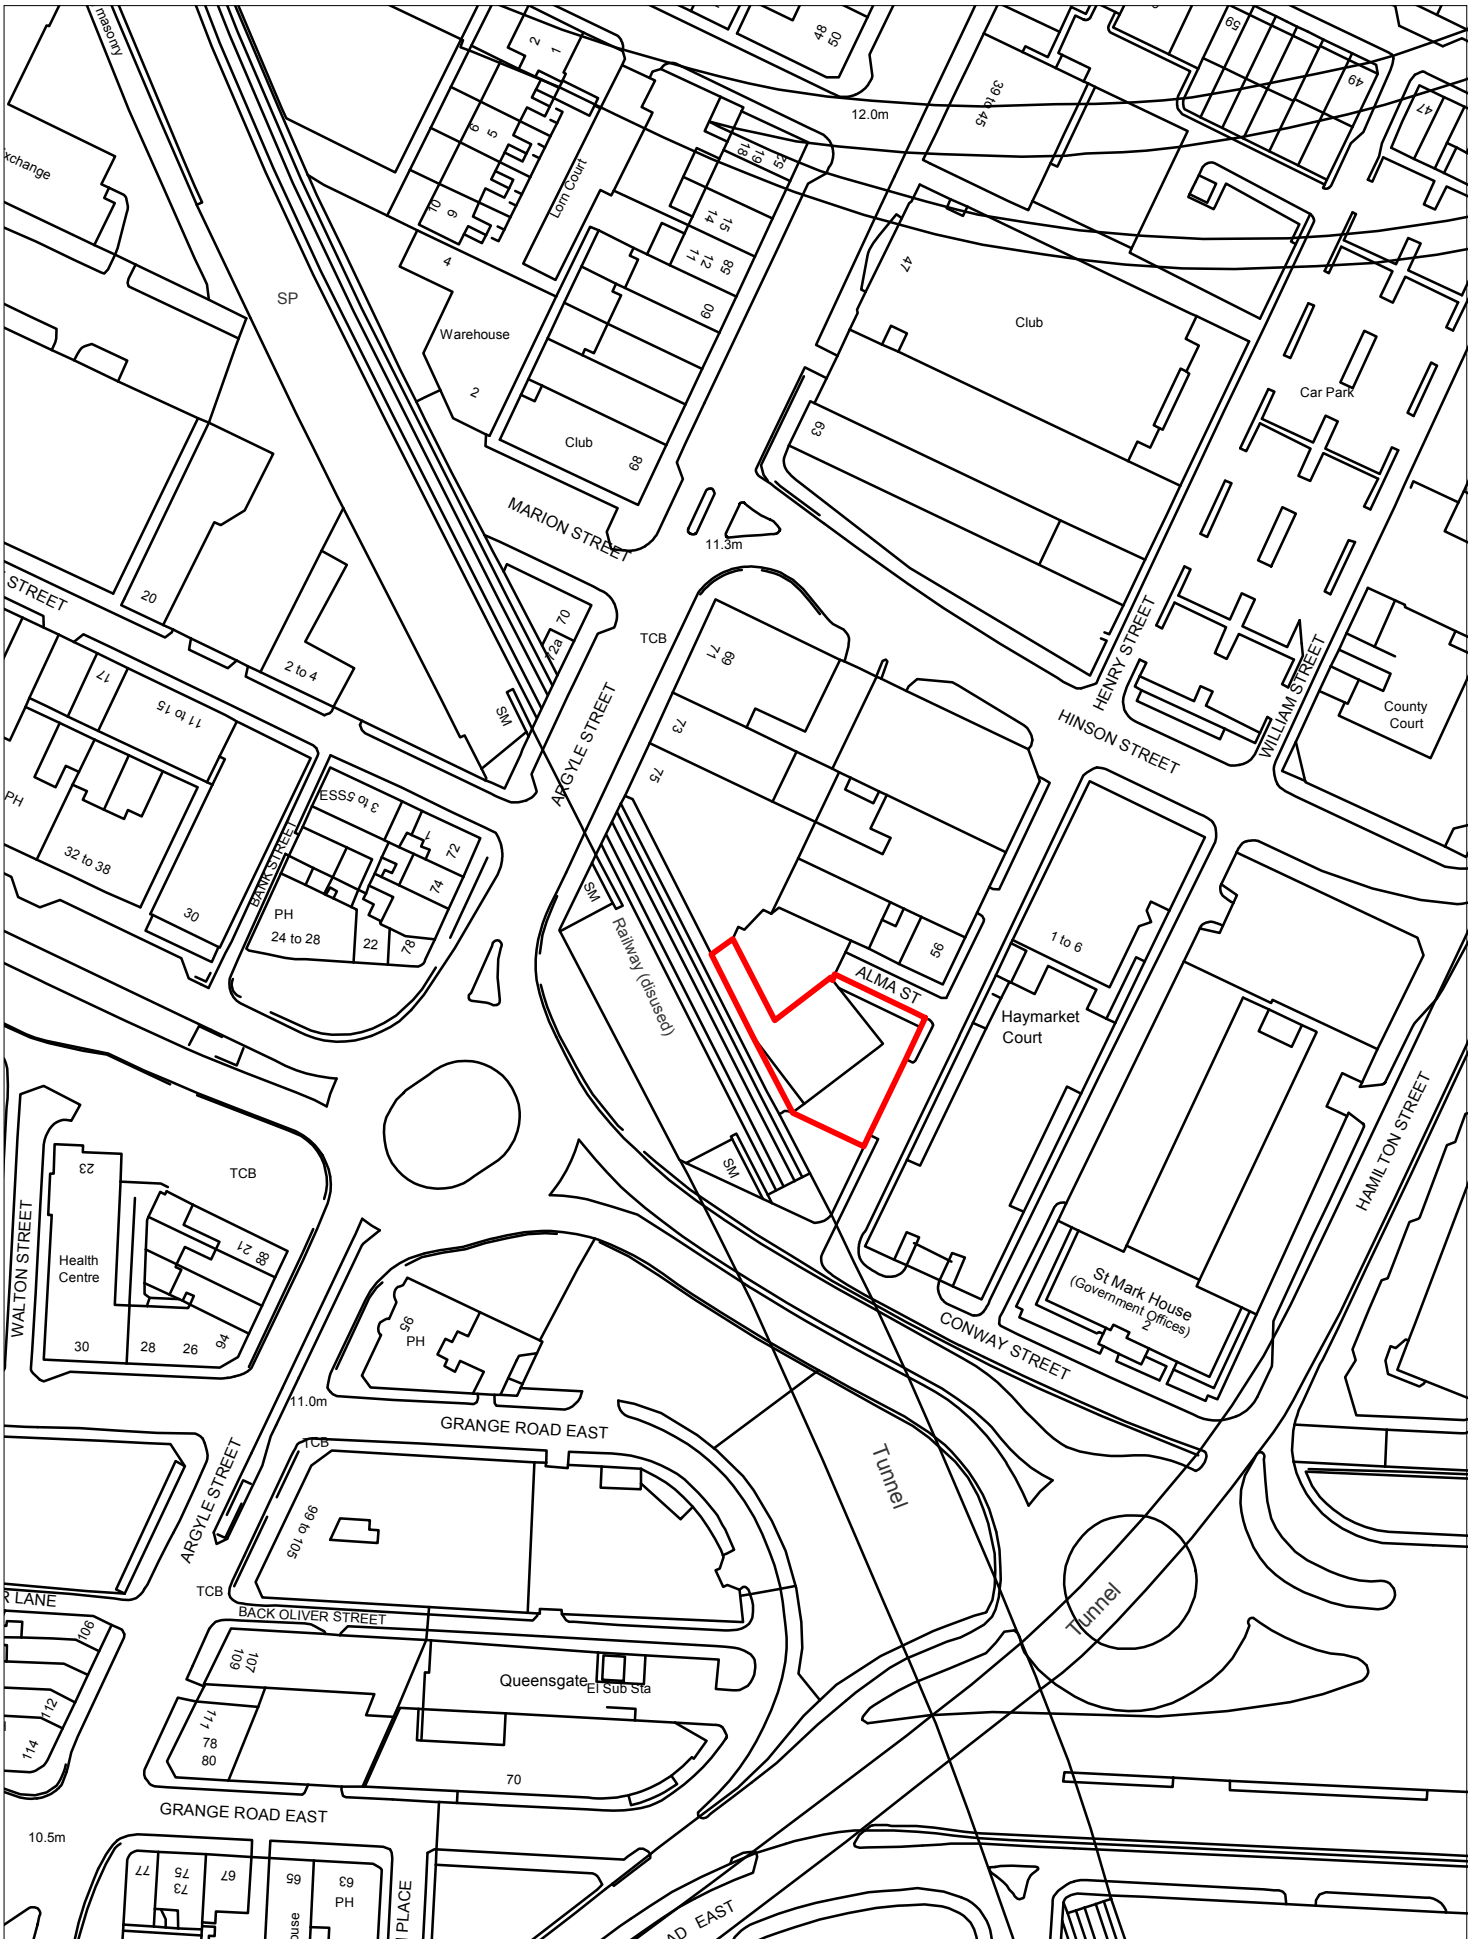 masonry
2
1
48
50
59
49
47
39 to 45
12.0m
xchange
6
5
18
19
52
Lorn Court
10
9
14
15
11
12
58
4
47
SP
60
Club
Warehouse
2
Car Park
63
Club
68
MARION STREET
11.3m
STREET
20
70
72a
TCB
HENRY STREET
71
69
2 to 4
17
11 to 15
SM
ARGYLE STREET
73
HINSON STREET
WILLIAM STREET
County
Court
75
PH
ESS
3 to 5
1
72
74
BANK STREET
32 to 38
30
PH
24 to 28
22
78
SM
Railway (disused)
56
1 to 6
ALMA ST
Haymarket
Court
HAMILTON STREET
23
TCB
SM
WALTON STREET
Health
Centre
21
88
30
28
26
94
95
PH
St Mark House
(Government Offices)
2
CONWAY STREET
11.0m
GRANGE ROAD EAST
TCB
ARGYLE STREET
Tunnel
99 to 105
TCB
R LANE
BACK OLIVER STREET
Tunnel
106
109
107
Queensgate
El Sub Sta
112
111
114
78
80
70
GRANGE ROAD EAST
10.5m
77
75
73
67
65
63
PH
ouse
PLACE
AD EAST